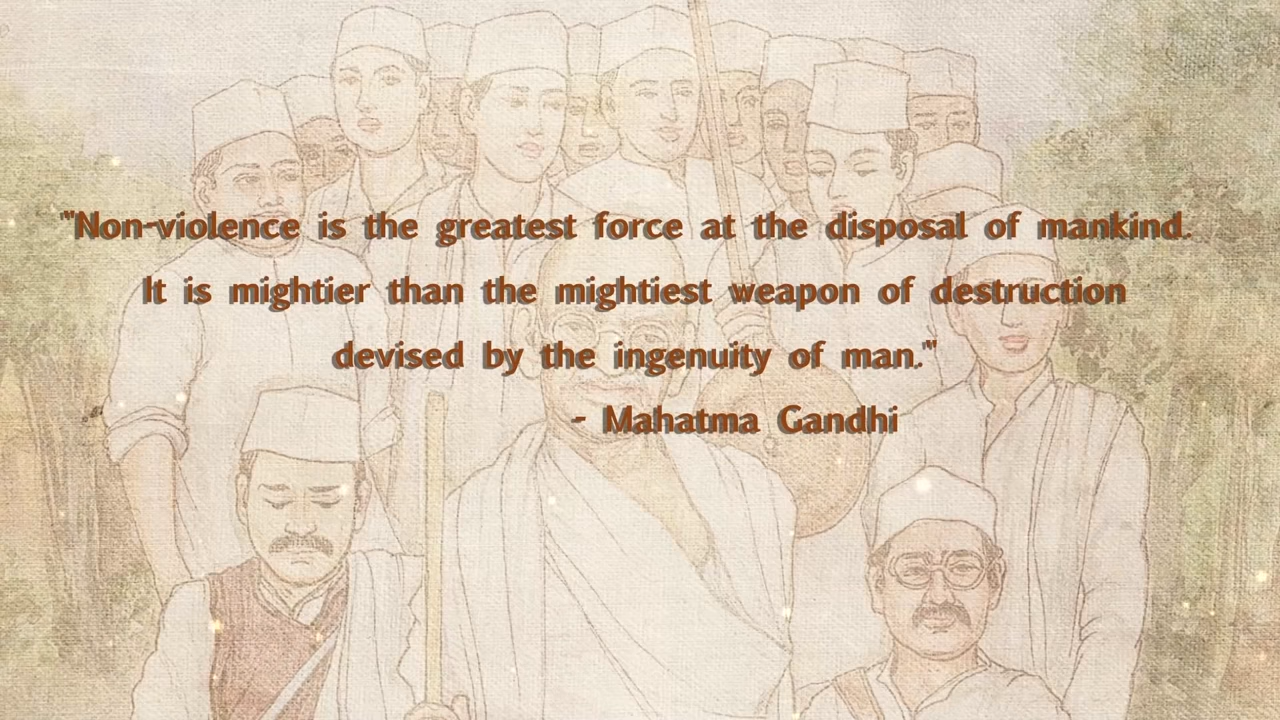 "Non-violence is the greatest force at the disposal of mankind.
It is mightier than the mightiest weapon of destruction
devised by the ingenuity of man."
- Mahatma Gandhi